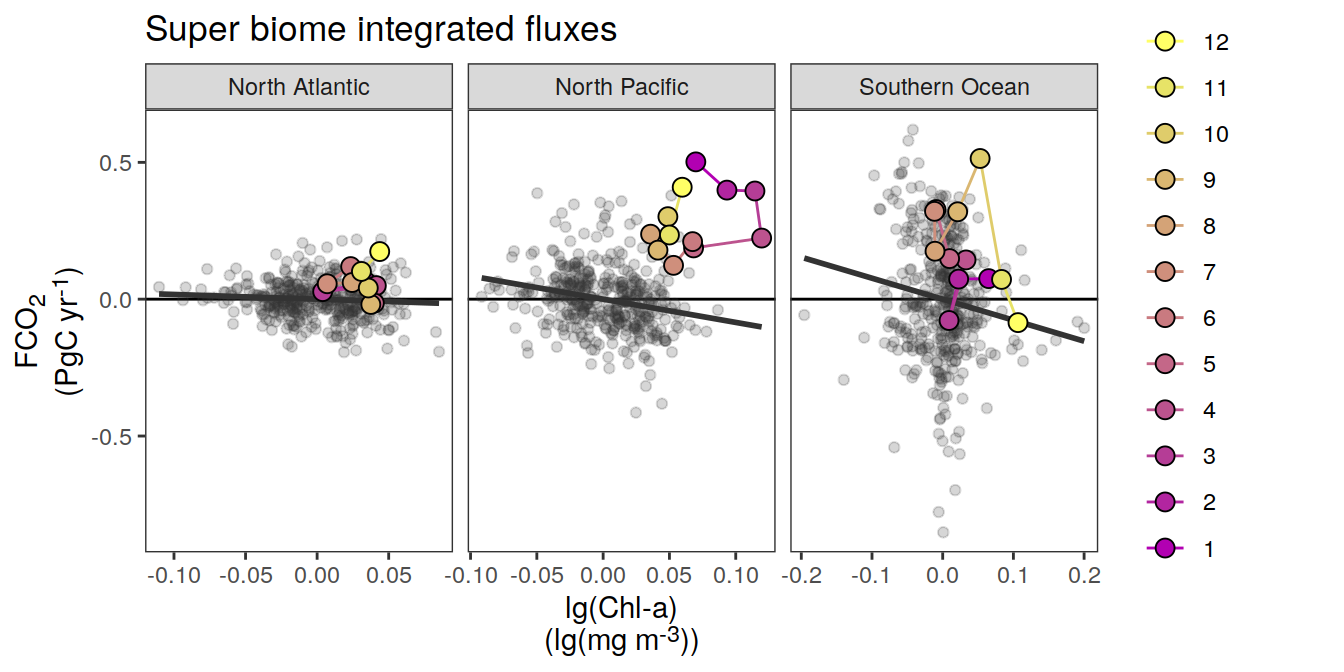 Super biome integrated fluxes
North Atlantic
North Pacific
Southern Ocean
FCO2
(PgC yr-1)
0.5
0.0
-0.5
-0.10 -0.05 0.00 0.05
-0.10 -0.05 0.00 0.05 0.10
-0.2 -0.1 0.0 0.1 0.2
lg(Chl-a)
(lg(mg m-3))
12
11
10
9
8
7
6
5
4
3
2
1